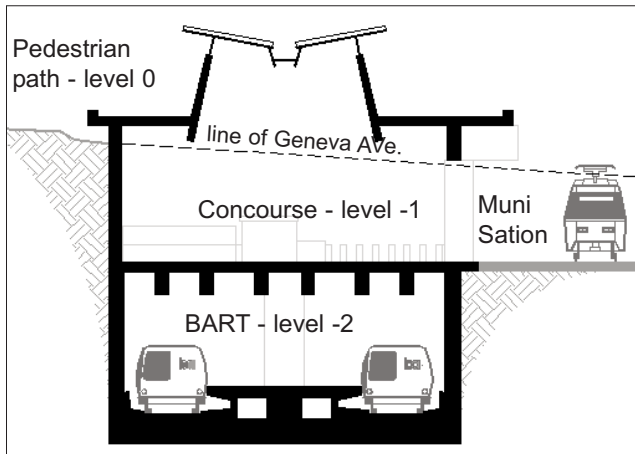 Pedestrian
path - level 0
line of Geneva Ave.
Concourse - level -1
Muni
Sation
BART - level -2